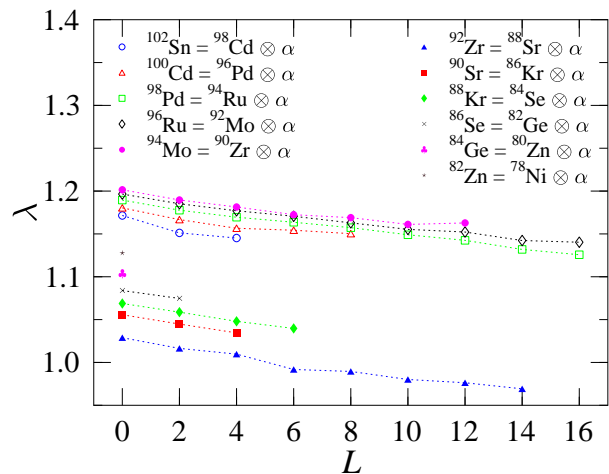 1.4
¹⁰²Sn = ⁹⁸Cd ⊗ α
¹⁰⁰Cd = ⁹⁶Pd ⊗ α
⁹⁸Pd = ⁹⁴Ru ⊗ α
⁹⁶Ru = ⁹²Mo ⊗ α
⁹⁴Mo = ⁹⁰Zr ⊗ α
⁹²Zr = ⁸⁸Sr ⊗ α
⁹⁰Sr = ⁸⁶Kr ⊗ α
⁸⁸Kr = ⁸⁴Se ⊗ α
⁸⁶Se = ⁸²Ge ⊗ α
⁸⁴Ge = ⁸⁰Zn ⊗ α
⁸²Zn = ⁷⁸Ni ⊗ α
1.3
1.2
λ
1.1
1.0
0 2 4 6 8 10 12 14 16
L